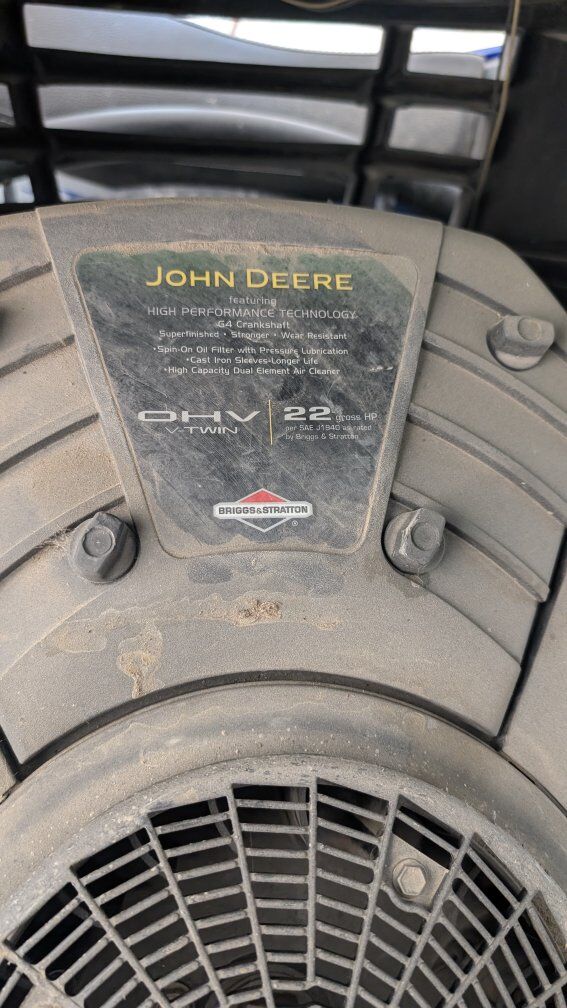 JOHN DEERE
featuring
HIGH PERFORMANCE TECHNOLOGY
G4 Crankshaft
Superfinished • Stronger • Wear Resistant
•Spin-On Oil Filter with Pressure Lubrication
•Cast Iron Sleeves-Longer Life
•High Capacity Dual Element Air Cleaner
OHV
V-TWIN
22 gross HP
per SAE J1940 as rated
by Briggs & Stratton
BRIGGS&STRATTON
®